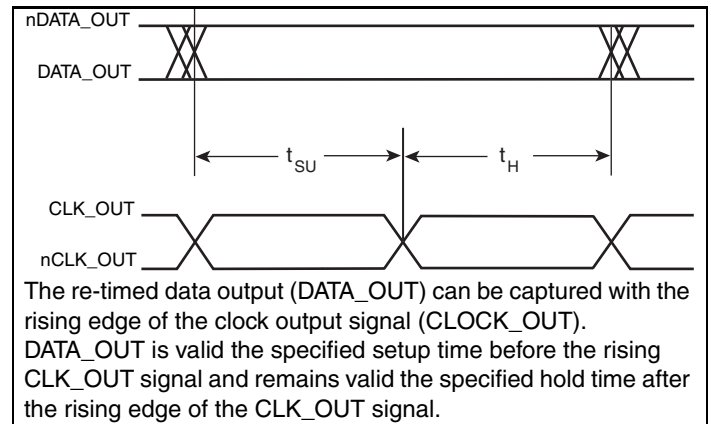 nDATA_OUT
DATA_OUT
tSU
tH
CLK_OUT
nCLK_OUT
The re-timed data output (DATA_OUT) can be captured with the
rising edge of the clock output signal (CLOCK_OUT).
DATA_OUT is valid the specified setup time before the rising
CLK_OUT signal and remains valid the specified hold time after
the rising edge of the CLK_OUT signal.